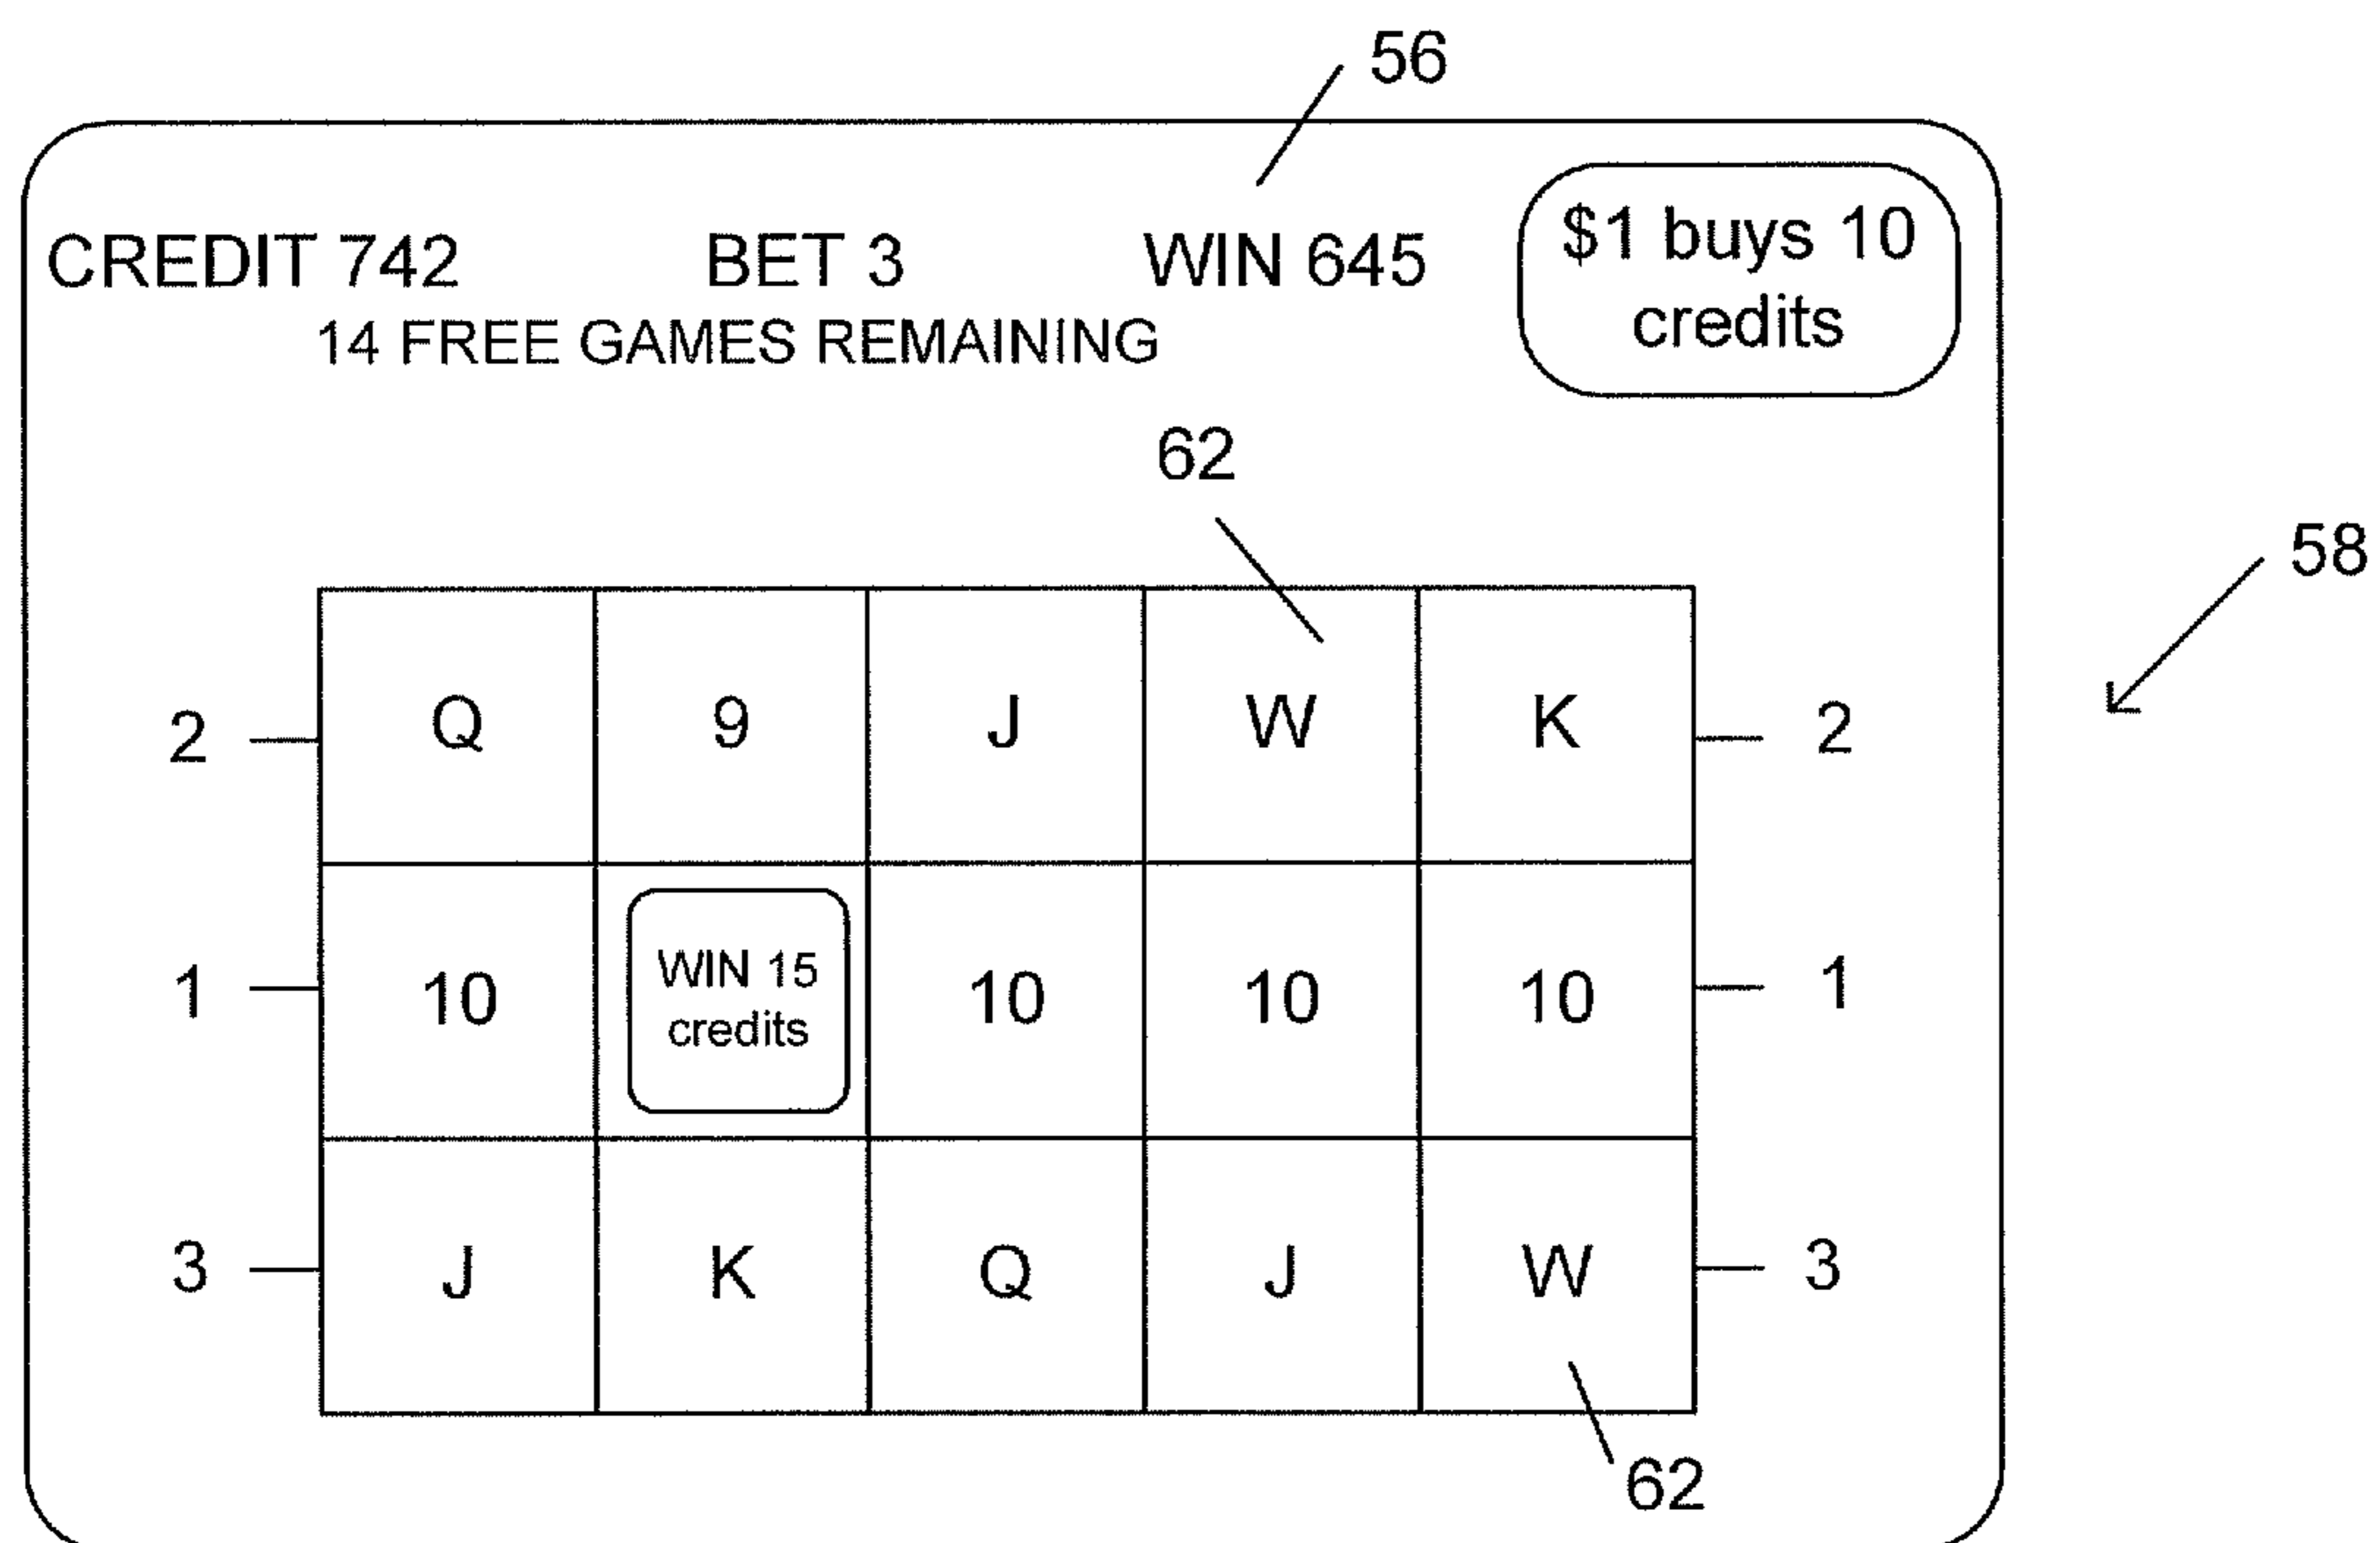 56
CREDIT 742 BET 3 WIN 645
$1 buys 10
credits
14 FREE GAMES REMAINING
62
58
2 Q 9 J W K 2
1 10 WIN 15
credits 10 10 10 1
3 J K Q J W 3
62